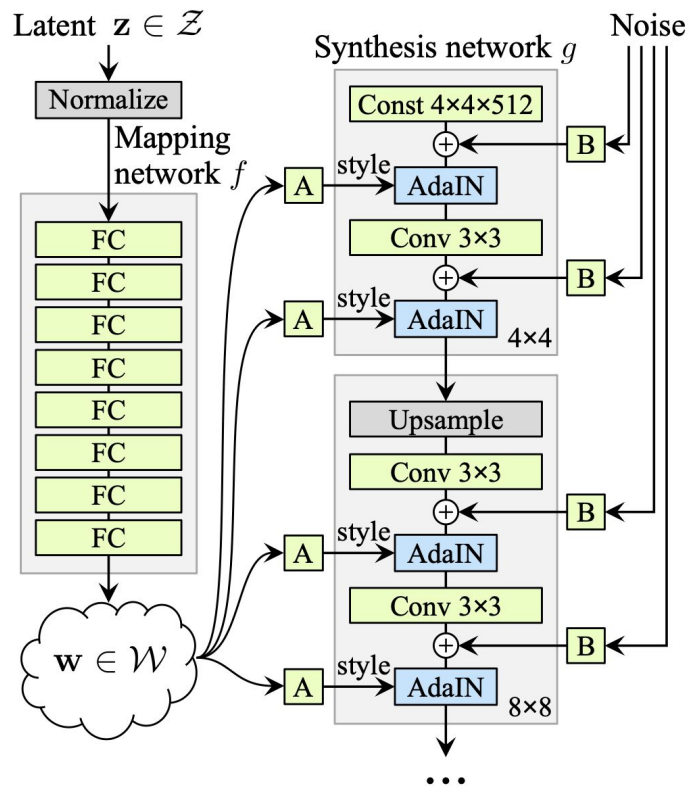 Latent z ∈ 𝒵
Normalize
Mapping
network f
FC
FC
FC
FC
FC
FC
FC
FC
w ∈ 𝒲
Synthesis network g
Noise
Const 4×4×512
B
A
style
AdaIN
Conv 3×3
B
A
style
AdaIN
4×4
Upsample
Conv 3×3
B
A
style
AdaIN
Conv 3×3
B
A
style
AdaIN
8×8
...